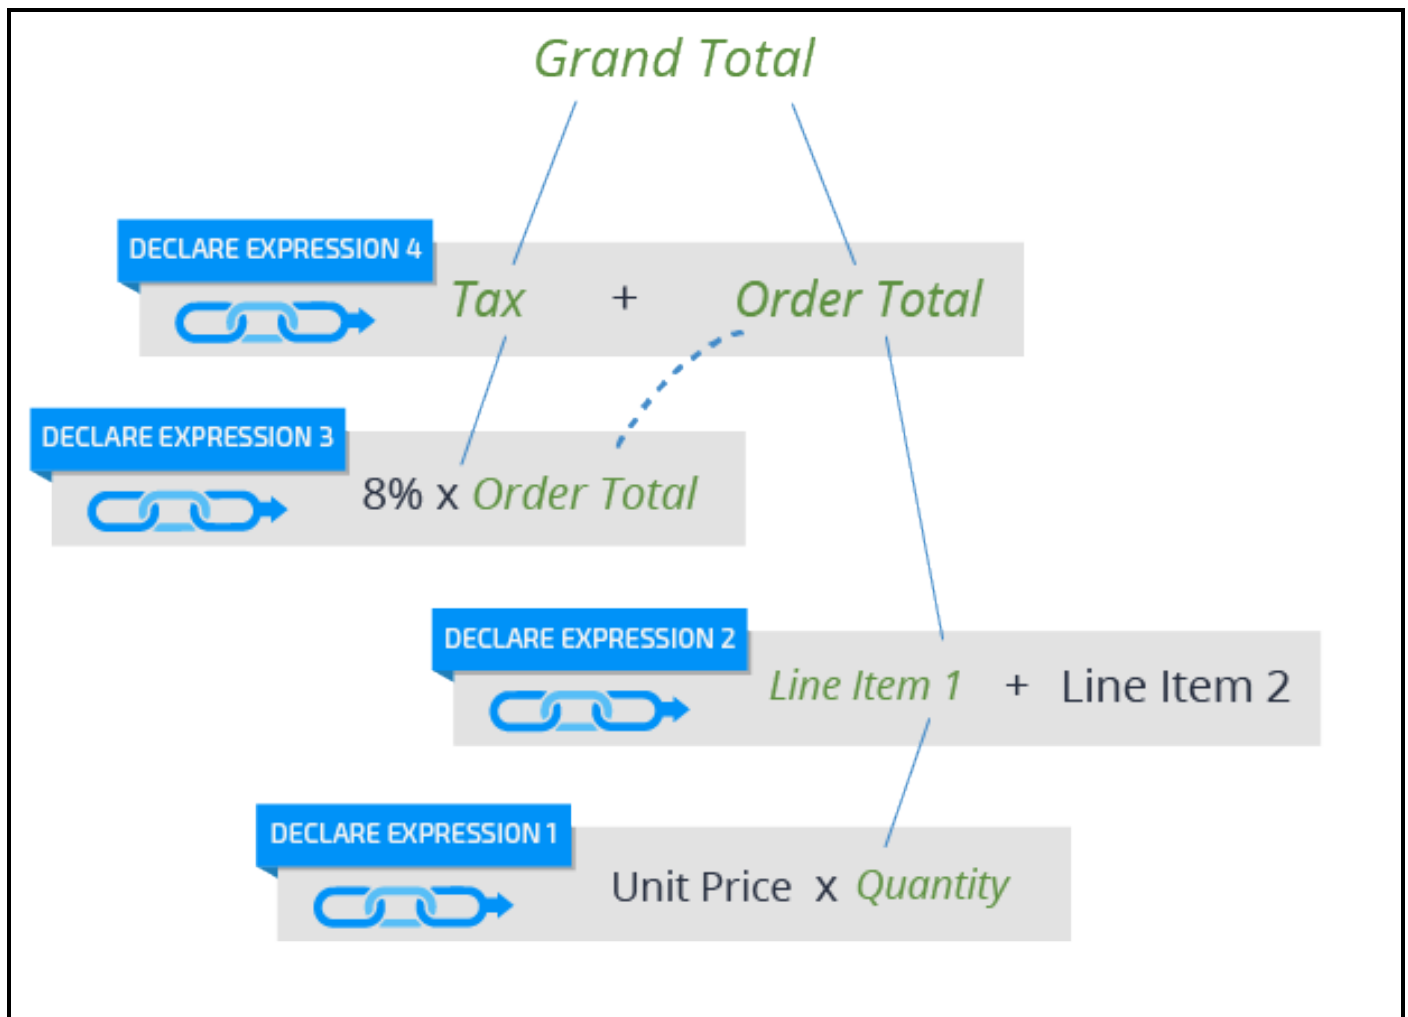 Grand Total
DECLARE EXPRESSION 4
Tax + Order Total
DECLARE EXPRESSION 3
8% x Order Total
DECLARE EXPRESSION 2
Line Item 1 + Line Item 2
DECLARE EXPRESSION 1
Unit Price x Quantity